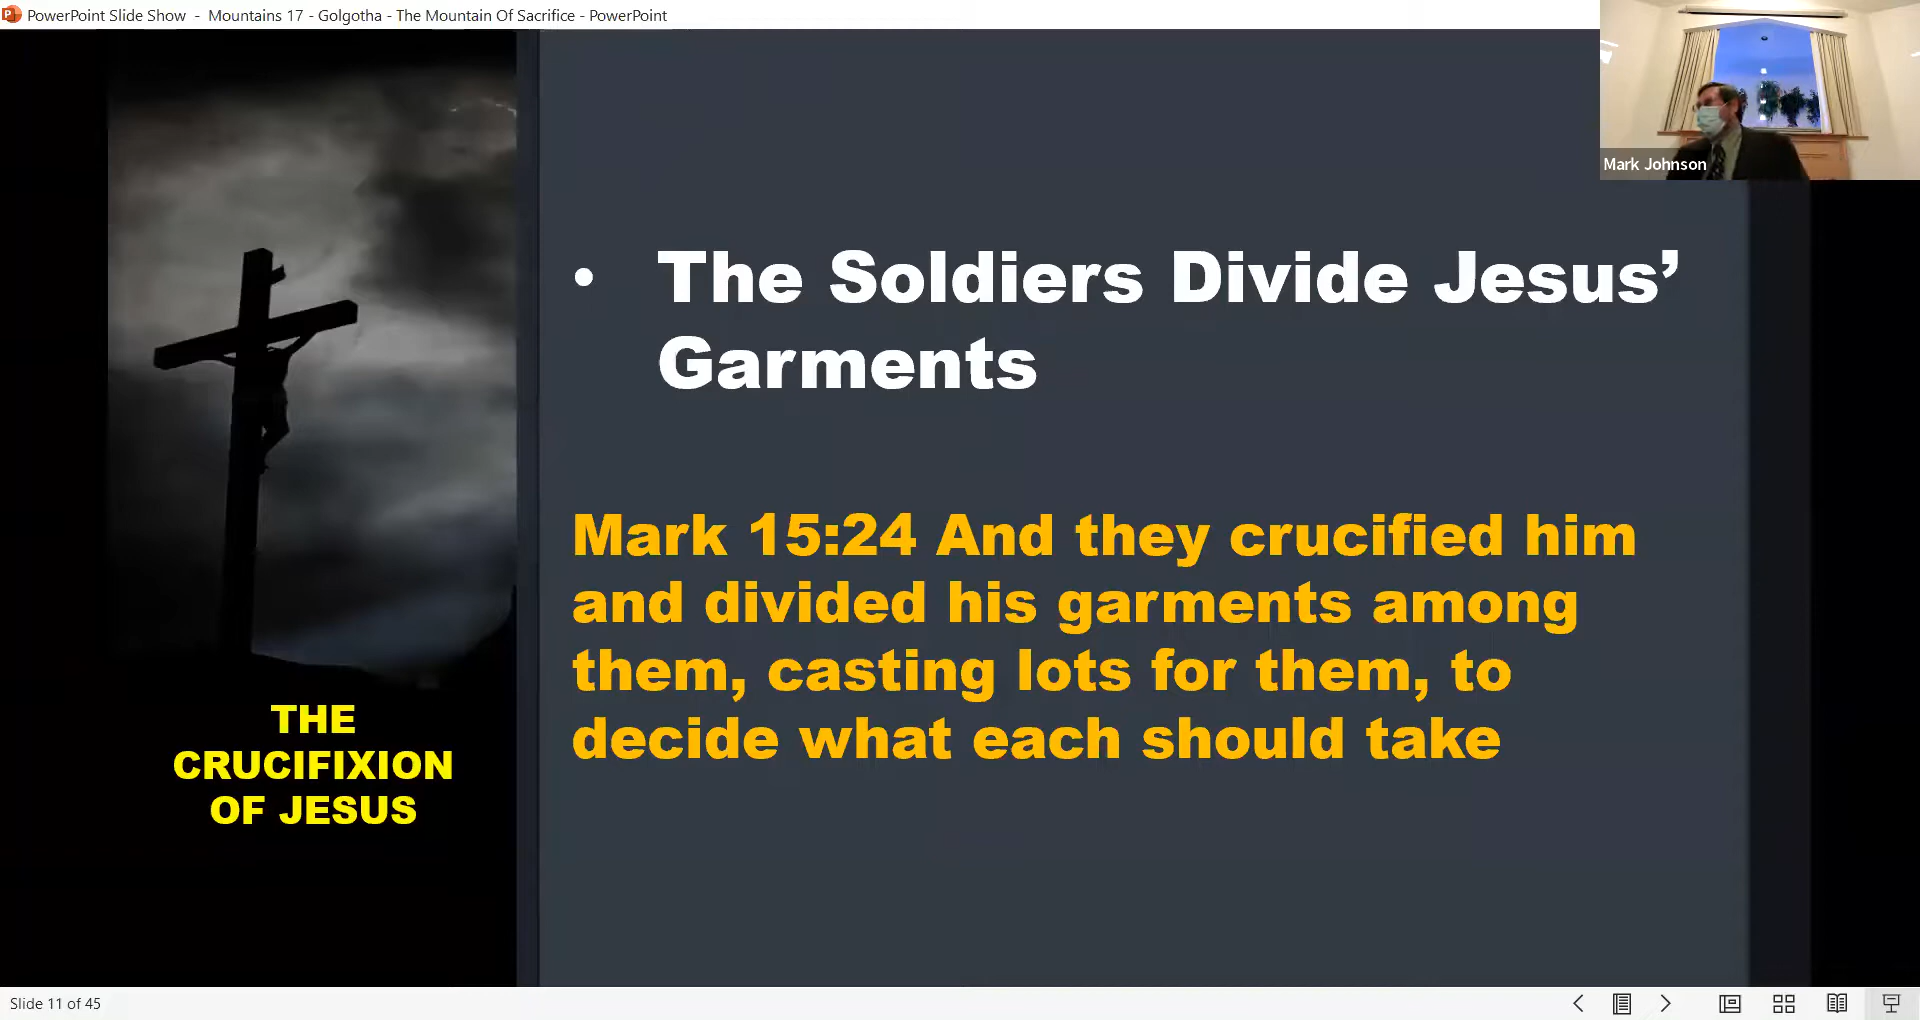 PowerPoint Slide Show - Mountains 17 - Golgotha - The Mountain Of Sacrifice - PowerPoint
Mark Johnson
• The Soldiers Divide Jesus’
Garments
Mark 15:24 And they crucified him
and divided his garments among
them, casting lots for them, to
decide what each should take
THE
CRUCIFIXION
OF JESUS
Slide 11 of 45